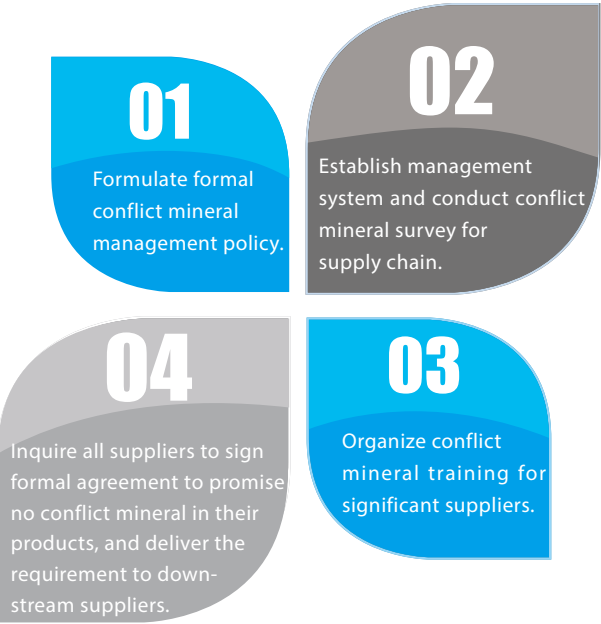 01
Formulate formal
conflict mineral
management policy.
02
Establish management
system and conduct conflict
mineral survey for
supply chain.
03
Organize conflict
mineral training for
significant suppliers.
04
Inquire all suppliers to sign
formal agreement to promise
no conflict mineral in their
products, and deliver the
requirement to down-
stream suppliers.